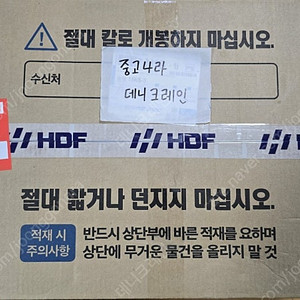 절대 칼로 개봉하지 마십시오.
수신처
중고나라
데니크레인
HDF
HDF
HDF
절대 밟거나 던지지 마십시오.
적재 시 주의사항
반드시 상단부에 바른 적재를 요하며
상단에 무거운 물건을 올리지 말 것